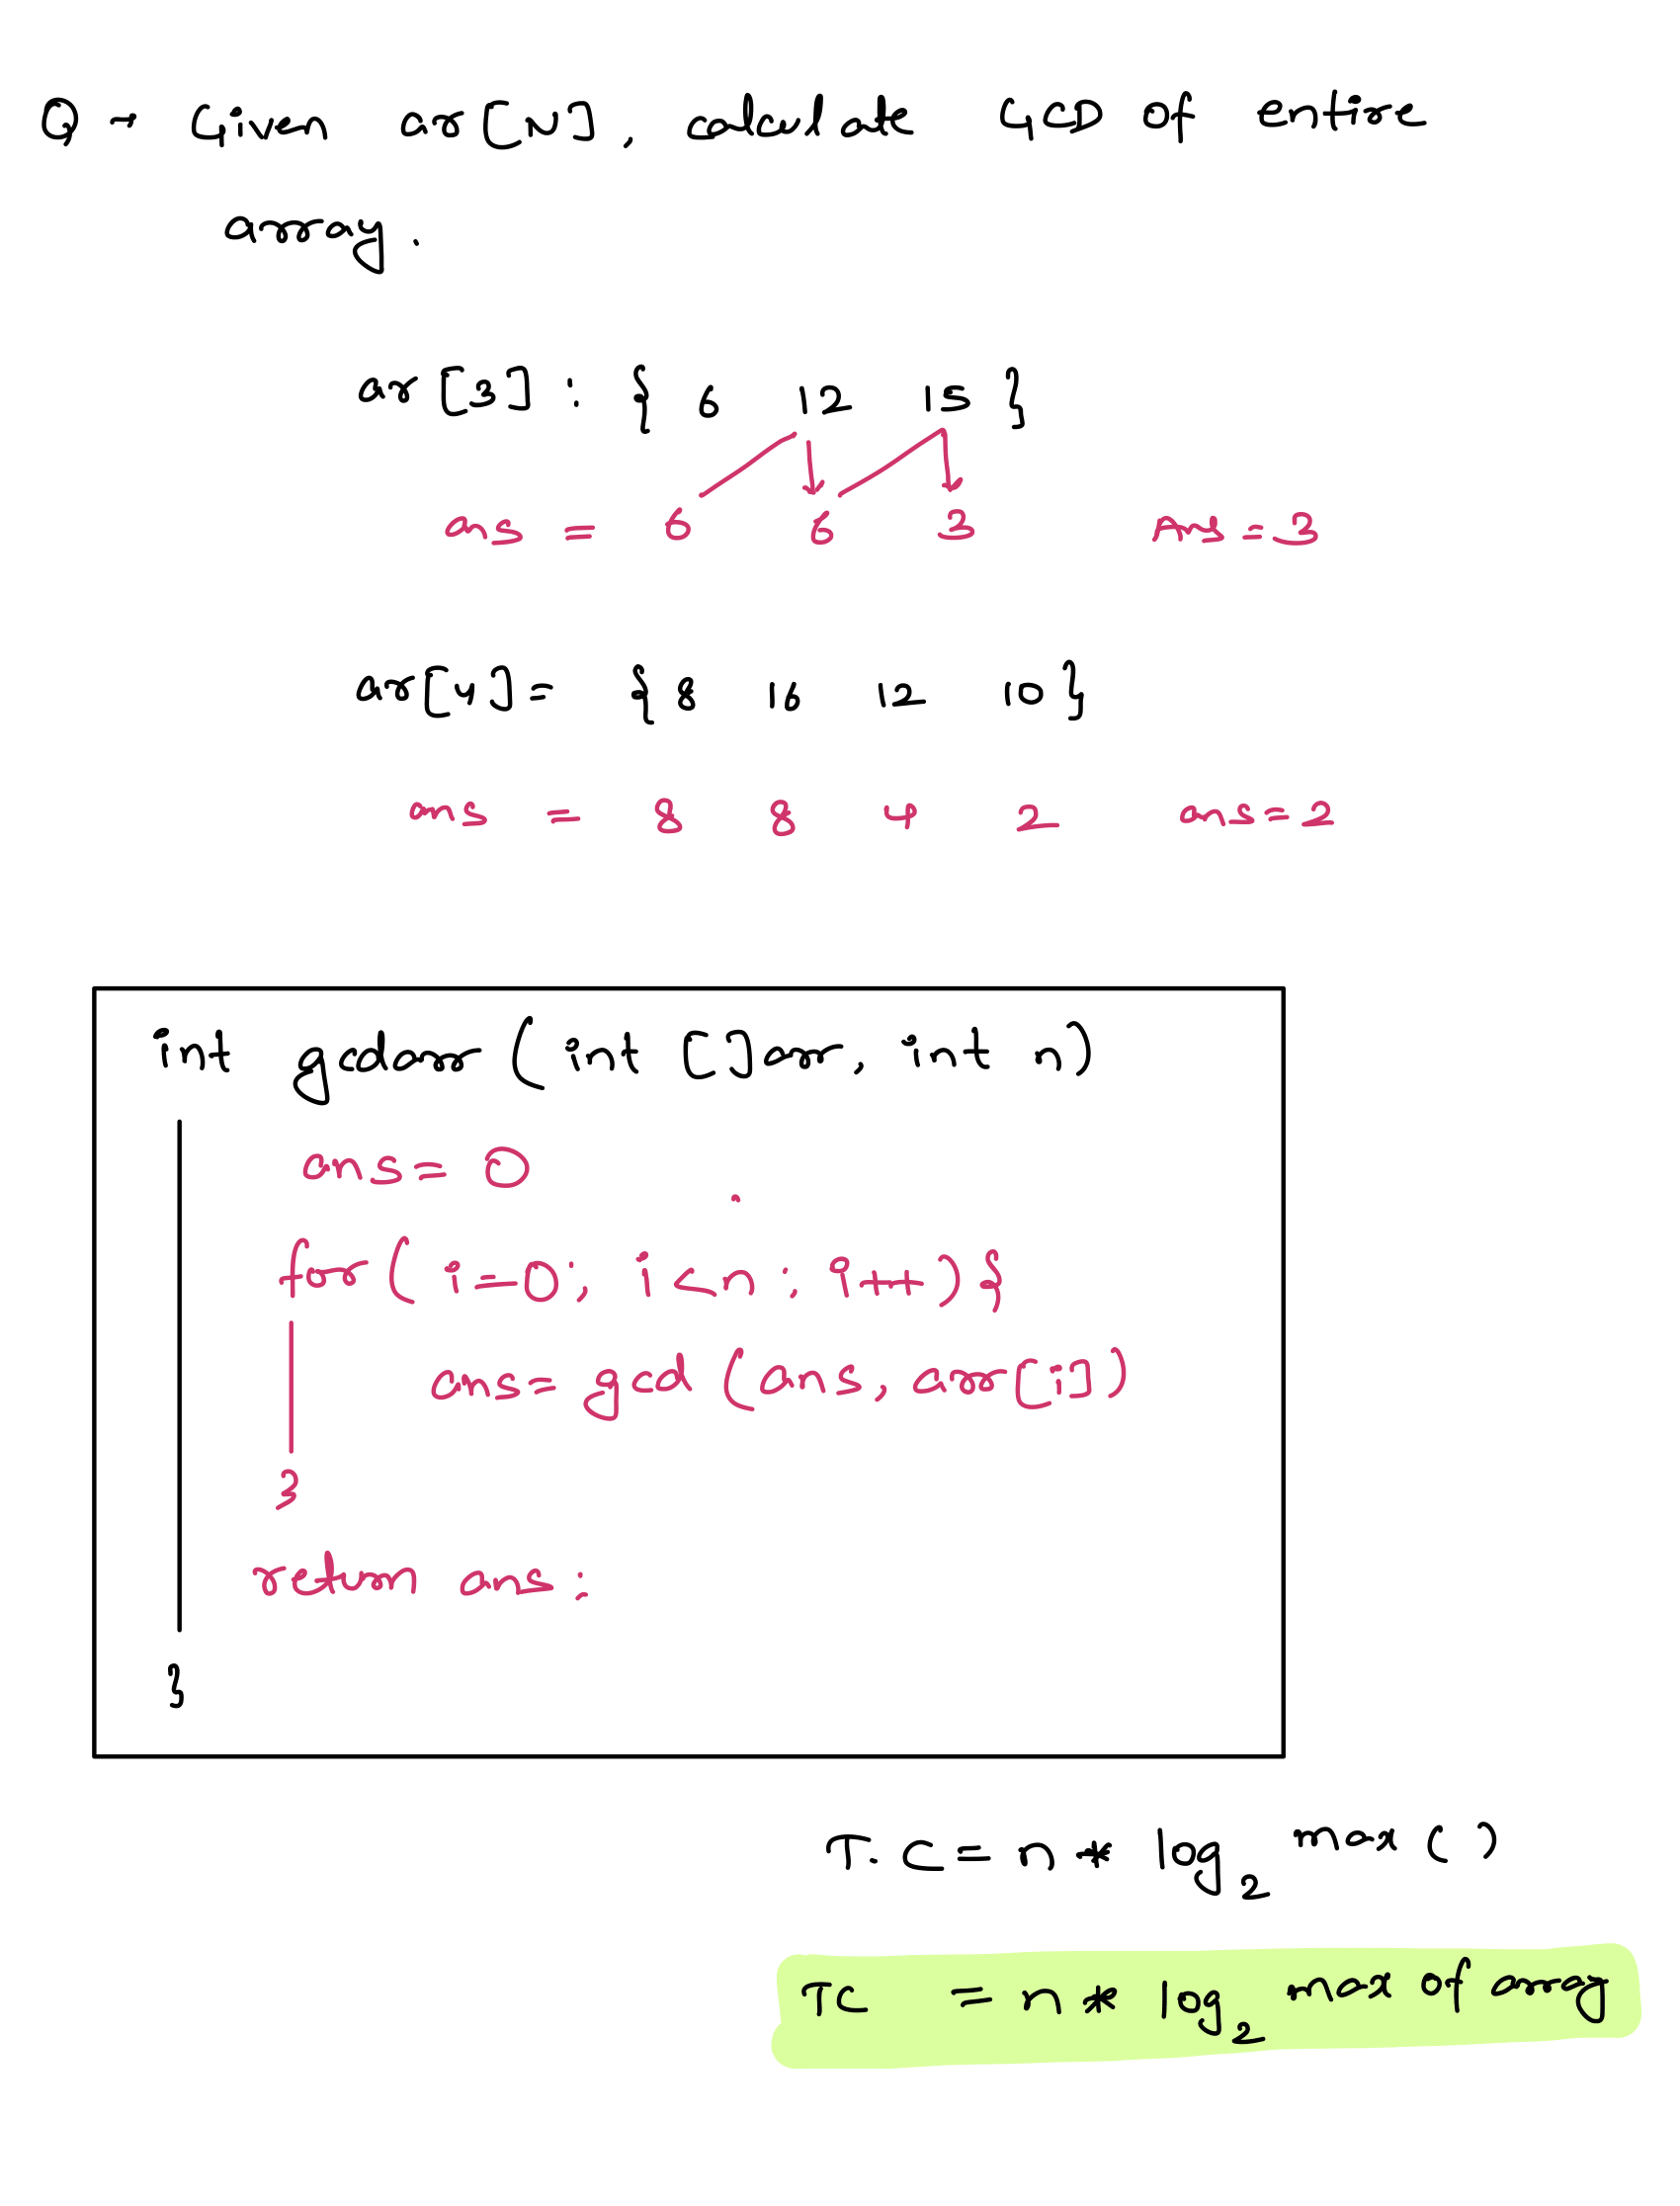 Q - Given ar[N], calculate GCD of entire
array.
ar[3] : { 6 12 15 }
ans = 6 6 3 Ans = 3
ar[4] = { 8 16 12 10 }
ans = 8 8 4 2 ans = 2
int gcdarr ( int []arr, int n)
ans = 0
for( i=0; i<n; i++ ) {
ans = gcd (ans, arr[i])
}
return ans;
}
T.C = n * log2 max ( )
TC = n * log2 max of array